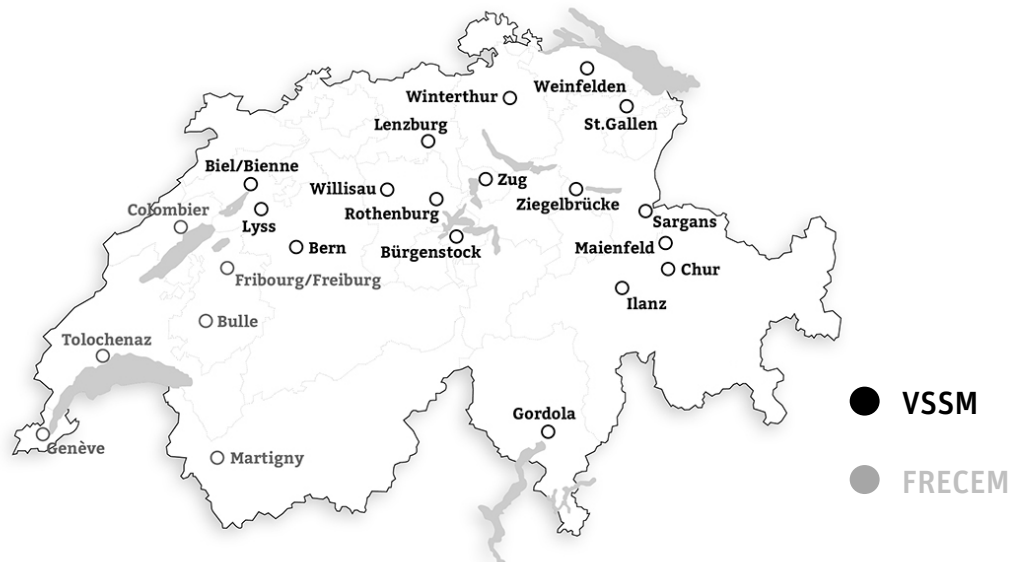 Weinfelden
Winterthur
St.Gallen
Lenzburg
Biel/Bienne
Willisau
Zug
Colombier
Rothenburg
Ziegelbrücke
Lyss
Sargans
Bern
Bürgenstock
Maienfeld
Fribourg/Freiburg
Chur
Ilanz
Bulle
Tolochenaz
Gordola
VSSM
Genève
Martigny
FRECEM